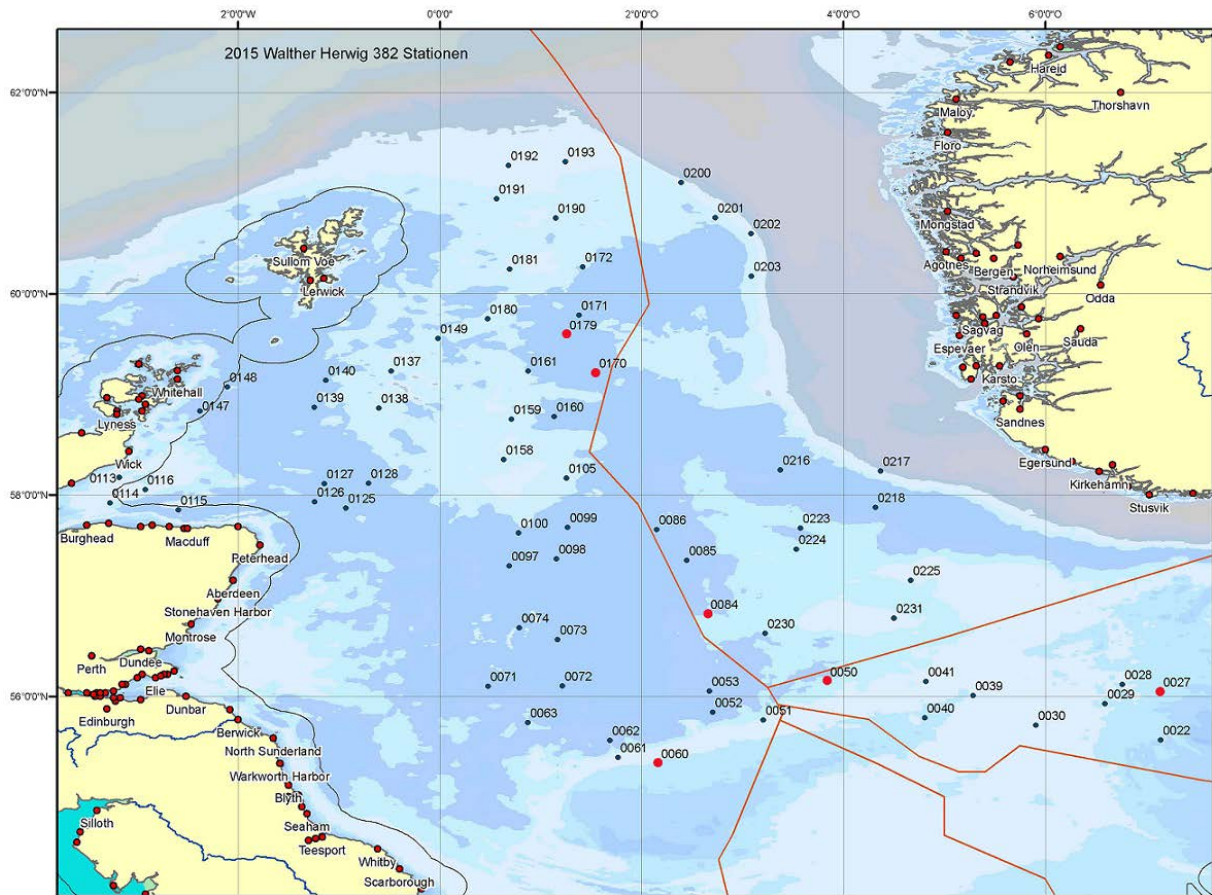 2°0'0"W
0°0'0"
2°0'0"E
4°0'0"E
6°0'0"E
2015 Walther Herwig 382 Stationen
Hareid
62°0'0"N
Thorshavn
Maloy
Floro
0192
0193
0200
0191
0190
0201
0202
Mongstad
Sullom Voe
0181
0172
0203
Agotnes
Bergen
Norheimsund
Lerwick
Strandvik
Odda
60°0'0"N
0180
0171
0149
0179
Sagvag
Espevaer
Olen
Sauda
0161
0170
0137
0140
0148
Whitehall
Karsto
0147
0139
0138
0159
0160
Lyness
Sandnes
Wick
0158
Egersund
0113
0116
0127
0128
0105
0216
0217
Kirkehamn
58°0'0"N
0114
0115
0126
0125
0218
Stusvik
Burghead
Macduff
0100
0099
0086
0223
Peterhead
0097
0098
0085
0224
Aberdeen
0225
Stonehaven Harbor
0084
0074
0073
0231
Montrose
0230
Perth
Dundee
0071
0072
0053
0050
0041
0028
0027
56°0'0"N
Elie
0039
0029
Edinburgh
Dunbar
0063
0052
0051
0040
0030
Berwick
0062
0022
North Sunderland
0061
0060
Warkworth Harbor
Blyth
Silloth
Seaham
Teesport
Whitby
Scarborough